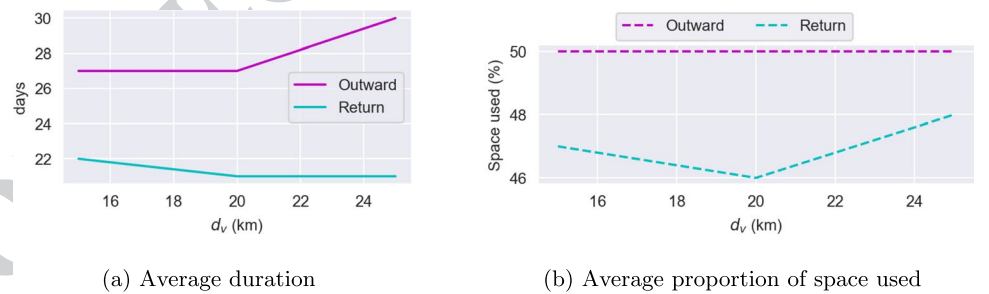 30
28
26
24
22
days
16 18 20 22 24
d_v (km)
Outward
Return
(a) Average duration
Outward Return
50
48
46
Space used (%)
16 18 20 22 24
d_v (km)
(b) Average proportion of space used